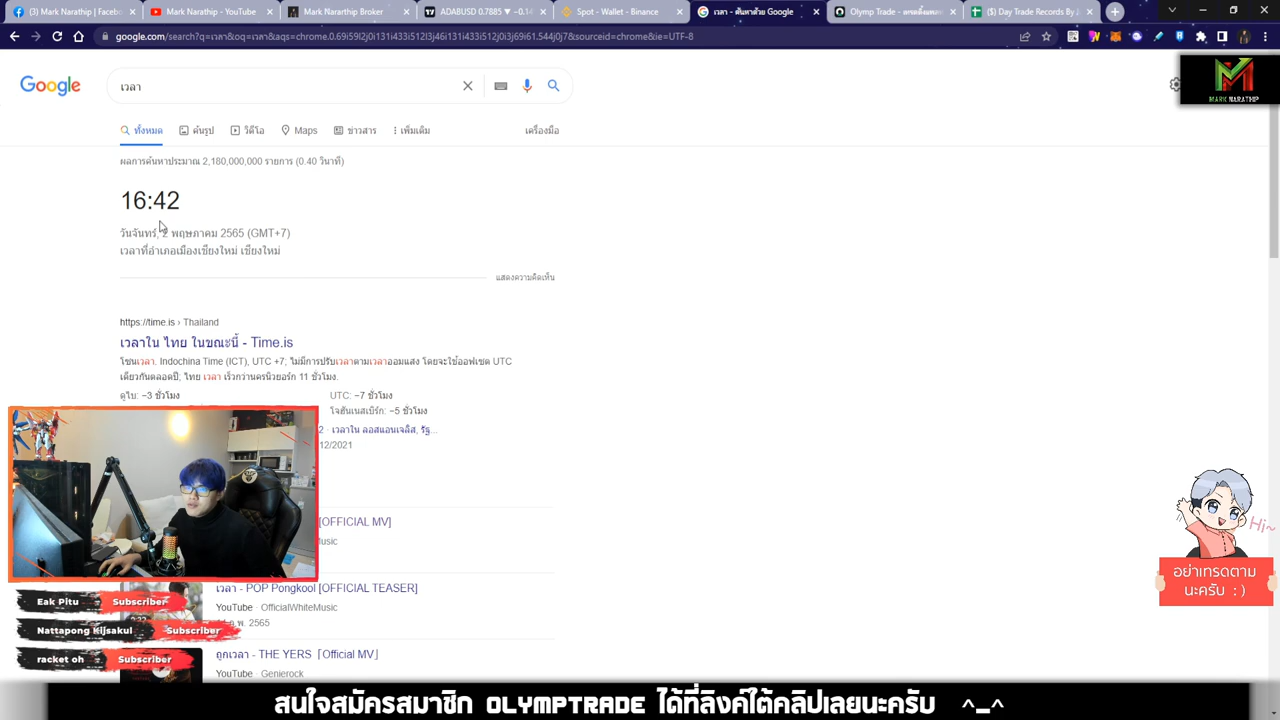 (3) Mark Narathip | Facebo
Mark Narathip - YouTube
Mark Nararthip Broker
ADABUSD 0.7885 ▼ −0.14
Spot - Wallet - Binance
เวลา - ค้นหาด้วย Google
Olymp Trade -
($) Day Trade Records By
google.com/search?q=เวลา&oq=เวลา&aqs=chrome.0.69i59l2j0i131i433i512l3j46i131i433i512j0i3j69i61.544j0j7&sourceid=chrome&ie=UTF-8
Google
เวลา
MARK NARATHIP
ทั้งหมด
ค้นรูป
วิดีโอ
Maps
ข่าวสาร
เพิ่มเติม
เครื่องมือ
ผลการค้นหาประมาณ 2,180,000,000 รายการ (0.40 วินาที)
16:42
วันจันทร์, 2 พฤษภาคม 2565 (GMT+7)
เวลาที่อำเภอเมืองเชียงใหม่ เชียงใหม่
แสดงความคิดเห็น
https://time.is › Thailand
เวลาใน ไทย ในขณะนี้ - Time.is
โซนเวลา. Indochina Time (ICT), UTC +7; ไม่มีการปรับเวลาตามเวลาออมแสง โดยจะใช้ออฟเซต UTC
เดียวกันตลอดปี; ไทย เวลา เร็วกว่านครนิวยอร์ก 11 ชั่วโมง.
ดูไบ: −3 ชั่วโมง
UTC: −7 ชั่วโมง
โจฮันเนสเบิร์ก: −5 ชั่วโมง
2 · เวลาใน ลอสแอนเจลิส, รัฐ...
12/2021
[OFFICIAL MV]
usic
เวลา - POP Pongkool [OFFICIAL TEASER]
YouTube · OfficialWhiteMusic
ก.พ. 2565
ถูกเวลา - THE YERS「Official MV」
YouTube · Genierock
Eak Pitu Subscriber
Nattapong Kijsakul Subscriber
racket oh Subscriber
Hi~
อย่าเทรดตาม
นะครับ : )
สนใจสมัครสมาชิก OLYMPTRADE ได้ที่ลิงค์ใต้คลิปเลยนะครับ ^_^